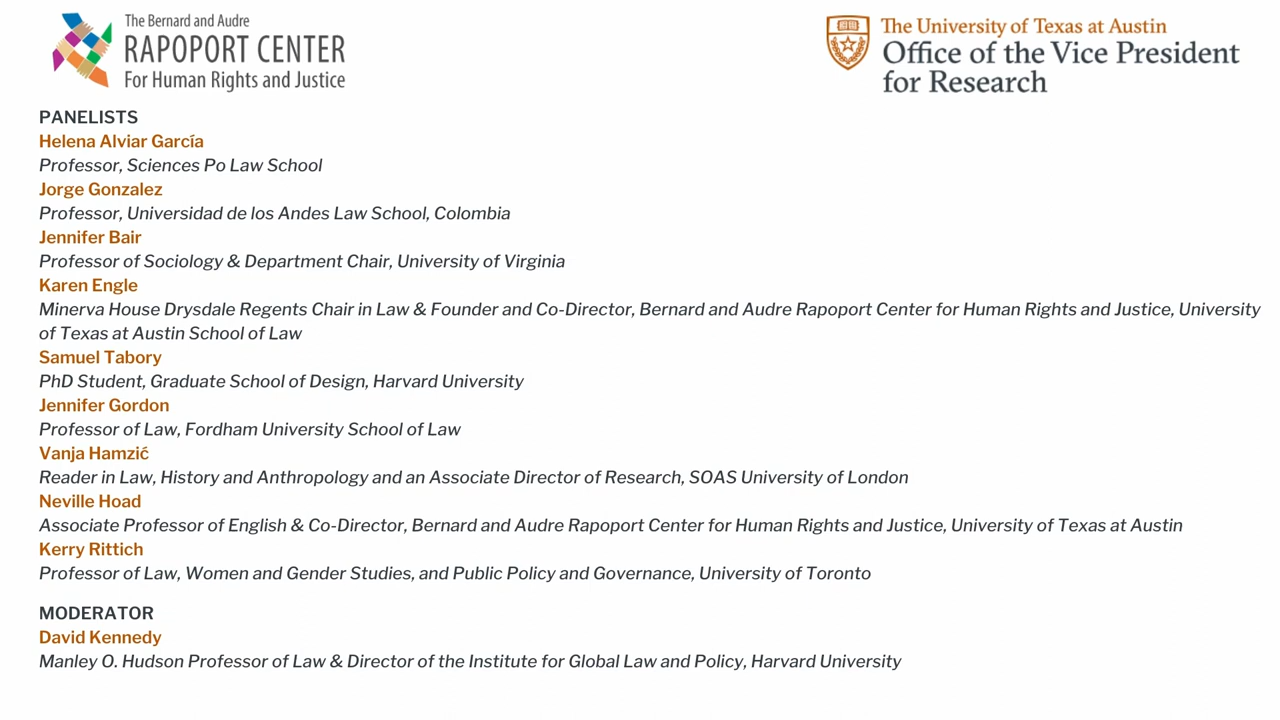 The Bernard and Audre
RAPOPORT CENTER
For Human Rights and Justice
The University of Texas at Austin
Office of the Vice President
for Research
PANELISTS
Helena Alviar García
Professor, Sciences Po Law School
Jorge Gonzalez
Professor, Universidad de los Andes Law School, Colombia
Jennifer Bair
Professor of Sociology & Department Chair, University of Virginia
Karen Engle
Minerva House Drysdale Regents Chair in Law & Founder and Co-Director, Bernard and Audre Rapoport Center for Human Rights and Justice, University
of Texas at Austin School of Law
Samuel Tabory
PhD Student, Graduate School of Design, Harvard University
Jennifer Gordon
Professor of Law, Fordham University School of Law
Vanja Hamzić
Reader in Law, History and Anthropology and an Associate Director of Research, SOAS University of London
Neville Hoad
Associate Professor of English & Co-Director, Bernard and Audre Rapoport Center for Human Rights and Justice, University of Texas at Austin
Kerry Rittich
Professor of Law, Women and Gender Studies, and Public Policy and Governance, University of Toronto
MODERATOR
David Kennedy
Manley O. Hudson Professor of Law & Director of the Institute for Global Law and Policy, Harvard University